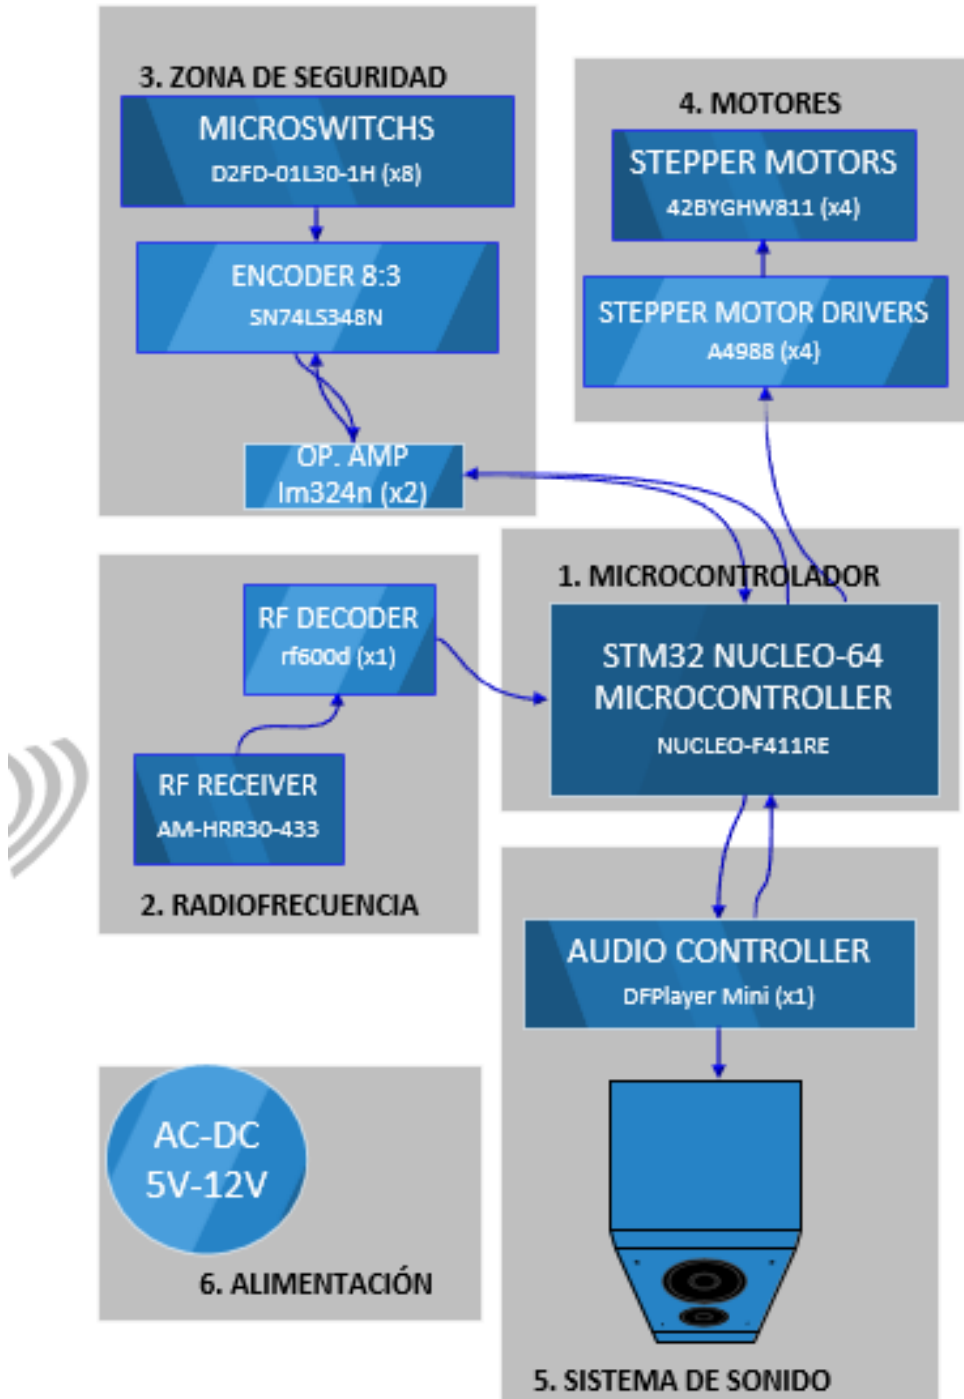 3. ZONA DE SEGURIDAD
MICROSWITCHS
D2FD-01L30-1H (x8)
ENCODER 8:3
SN74LS348N
OP. AMP
lm324n (x2)
4. MOTORES
STEPPER MOTORS
42BYGHW811 (x4)
STEPPER MOTOR DRIVERS
A4988 (x4)
1. MICROCONTROLADOR
STM32 NUCLEO-64
MICROCONTROLLER
NUCLEO-F411RE
RF DECODER
rf600d (x1)
RF RECEIVER
AM-HRR30-433
2. RADIOFRECUENCIA
AUDIO CONTROLLER
DFPlayer Mini (x1)
5. SISTEMA DE SONIDO
AC-DC
5V-12V
6. ALIMENTACIÓN